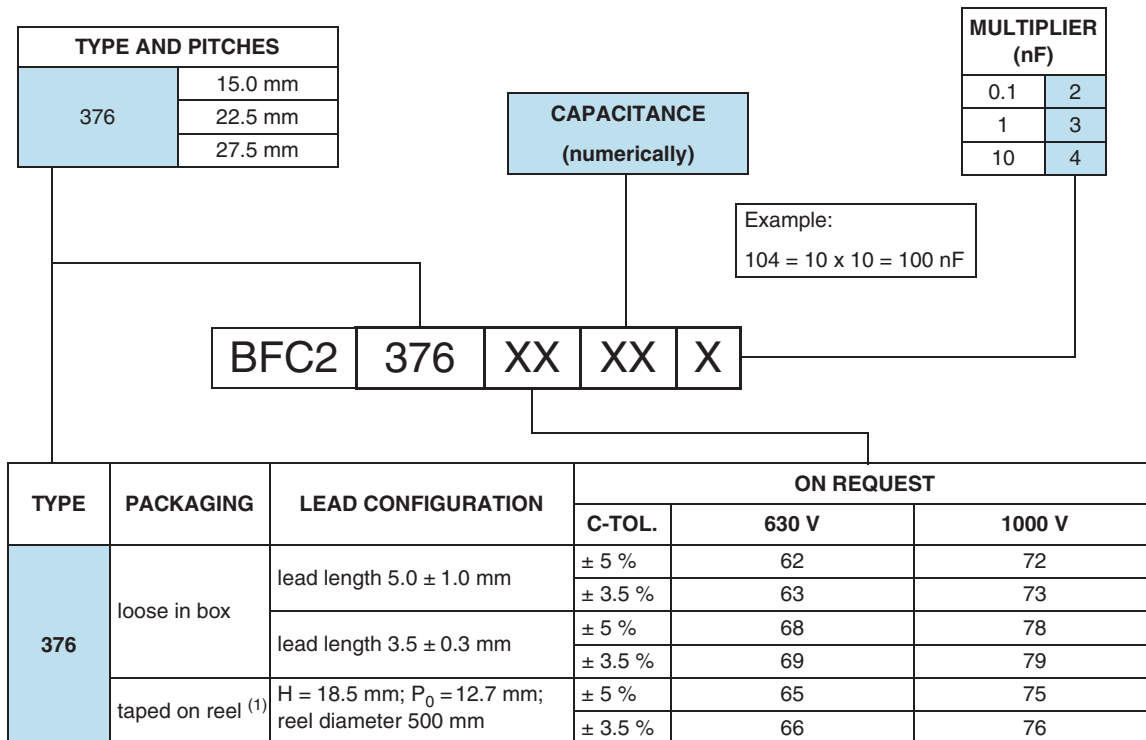 TYPE AND PITCHES
376
15.0 mm
22.5 mm
27.5 mm
CAPACITANCE
(numerically)
MULTIPLIER
(nF)
0.1 2
1 3
10 4
Example:
104 = 10 x 10 = 100 nF
BFC2 376 XX XX X
TYPE PACKAGING LEAD CONFIGURATION ON REQUEST
C-TOL. 630 V 1000 V
376
loose in box
lead length 5.0 ± 1.0 mm
± 5 % 62 72
± 3.5 % 63 73
lead length 3.5 ± 0.3 mm
± 5 % 68 78
± 3.5 % 69 79
taped on reel (1)
H = 18.5 mm; P0 = 12.7 mm;
reel diameter 500 mm
± 5 % 65 75
± 3.5 % 66 76